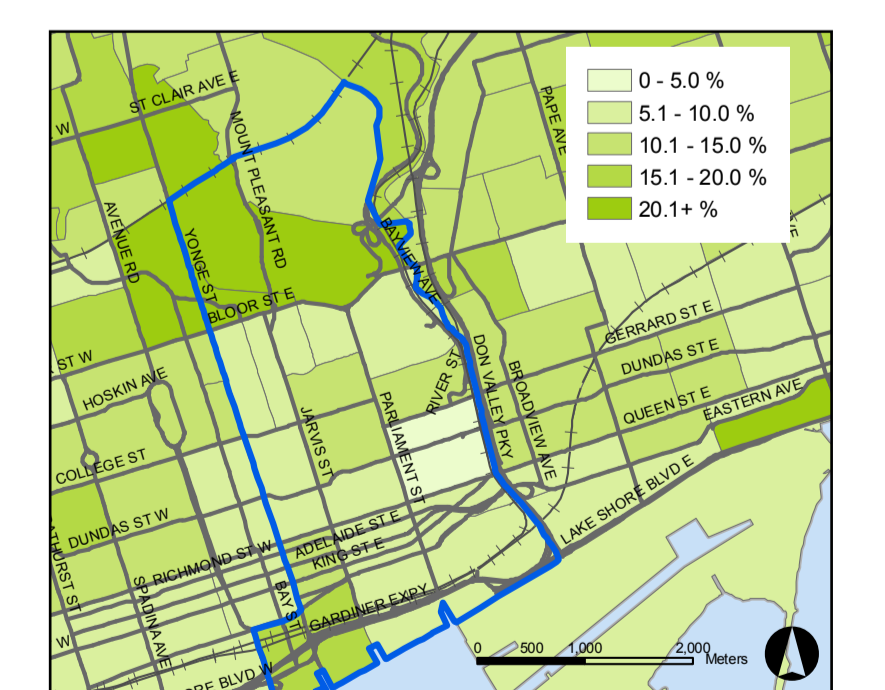 0 - 5.0 %
5.1 - 10.0 %
10.1 - 15.0 %
15.1 - 20.0 %
20.1+ %
ST CLAIR AVE E
W
MOUNT PLEASANT RD
PAPE AVE
AVENUE RD
YONGE ST
BAYVIEW AVE
BLOOR ST E
GERRARD ST E
ST W
DUNDAS ST E
HOSKIN AVE
RIVER ST
DON VALLEY PKY
BROADVIEW AVE
QUEEN ST E
EASTERN AVE
JARVIS ST
PARLIAMENT ST
COLLEGE ST
LAKE SHORE BLVD E
DUNDAS ST W
ADELAIDE ST E
KING ST E
RICHMOND ST W
ATHURST ST
SPADINA AVE
BAY ST
GARDINER EXPY
W
ORE BLVD W
0 500 1,000 2,000
Meters